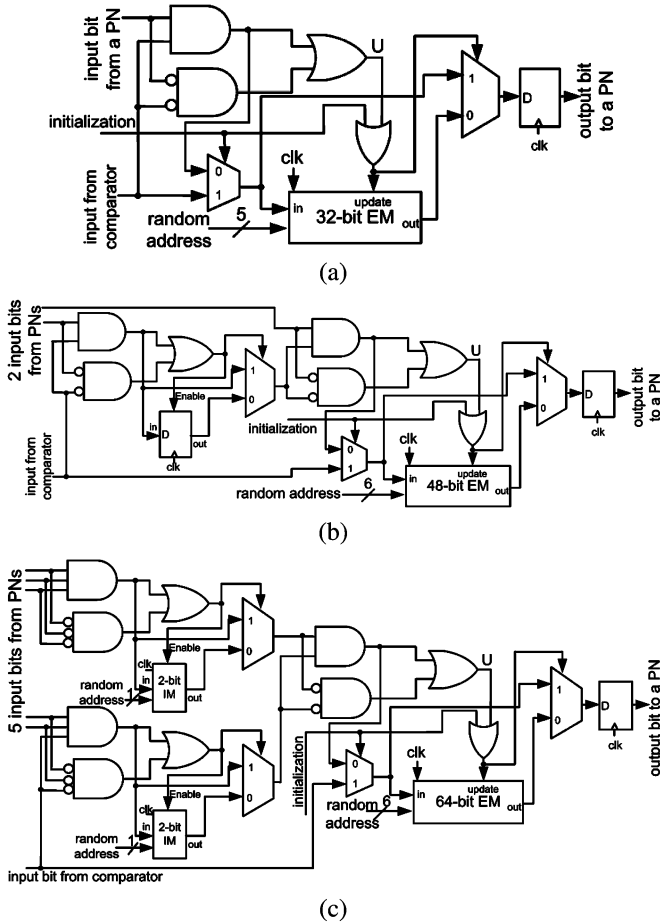 input bit
from a PN
U
initialization
0
1
1
0
D
clk
output bit
to a PN
clk
input from
comparator
random
address
5
in
update
32-bit EM
out
(a)
2 input bits
from PNs
1
0
Enable
in
D
out
clk
U
initialization
0
1
1
0
D
clk
output bit
to a PN
clk
input from
comparator
random address
6
in
update
48-bit EM
out
(b)
5 input bits from PNs
1
0
Enable
clk
in
2-bit
IM
out
random
address
1
1
0
Enable
clk
in
2-bit
IM
out
random
address
1
U
initialization
0
1
1
0
D
clk
output bit to a PN
clk
random
address
6
in
update
64-bit EM
out
input bit from comparator
(c)